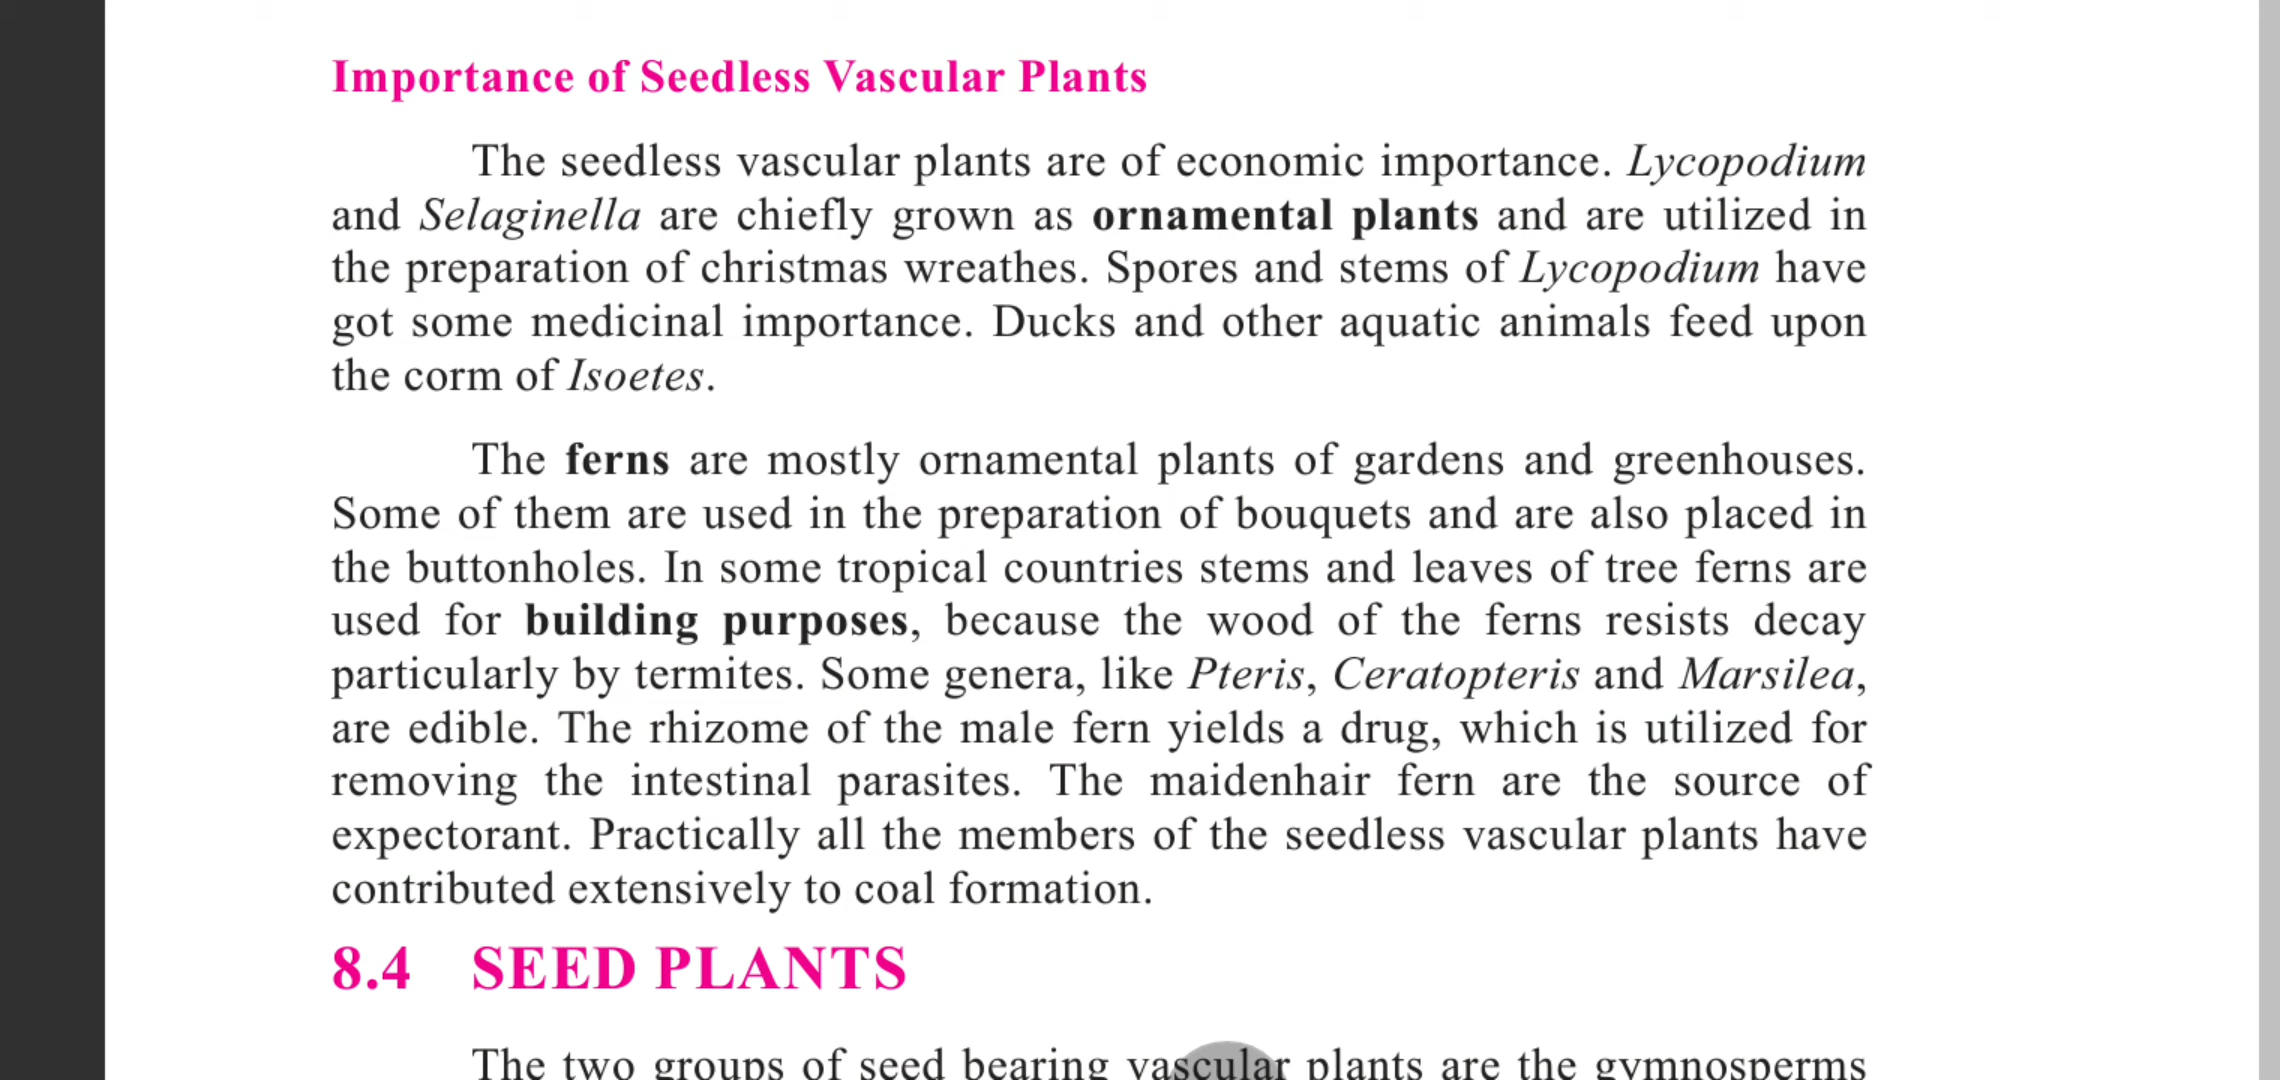 Importance of Seedless Vascular Plants
The seedless vascular plants are of economic importance. Lycopodium
and Selaginella are chiefly grown as ornamental plants and are utilized in
the preparation of christmas wreathes. Spores and stems of Lycopodium have
got some medicinal importance. Ducks and other aquatic animals feed upon
the corm of Isoetes.
The ferns are mostly ornamental plants of gardens and greenhouses.
Some of them are used in the preparation of bouquets and are also placed in
the buttonholes. In some tropical countries stems and leaves of tree ferns are
used for building purposes, because the wood of the ferns resists decay
particularly by termites. Some genera, like Pteris, Ceratopteris and Marsilea,
are edible. The rhizome of the male fern yields a drug, which is utilized for
removing the intestinal parasites. The maidenhair fern are the source of
expectorant. Practically all the members of the seedless vascular plants have
contributed extensively to coal formation.
8.4 SEED PLANTS
The two groups of seed bearing vascular plants are the gymnosperms